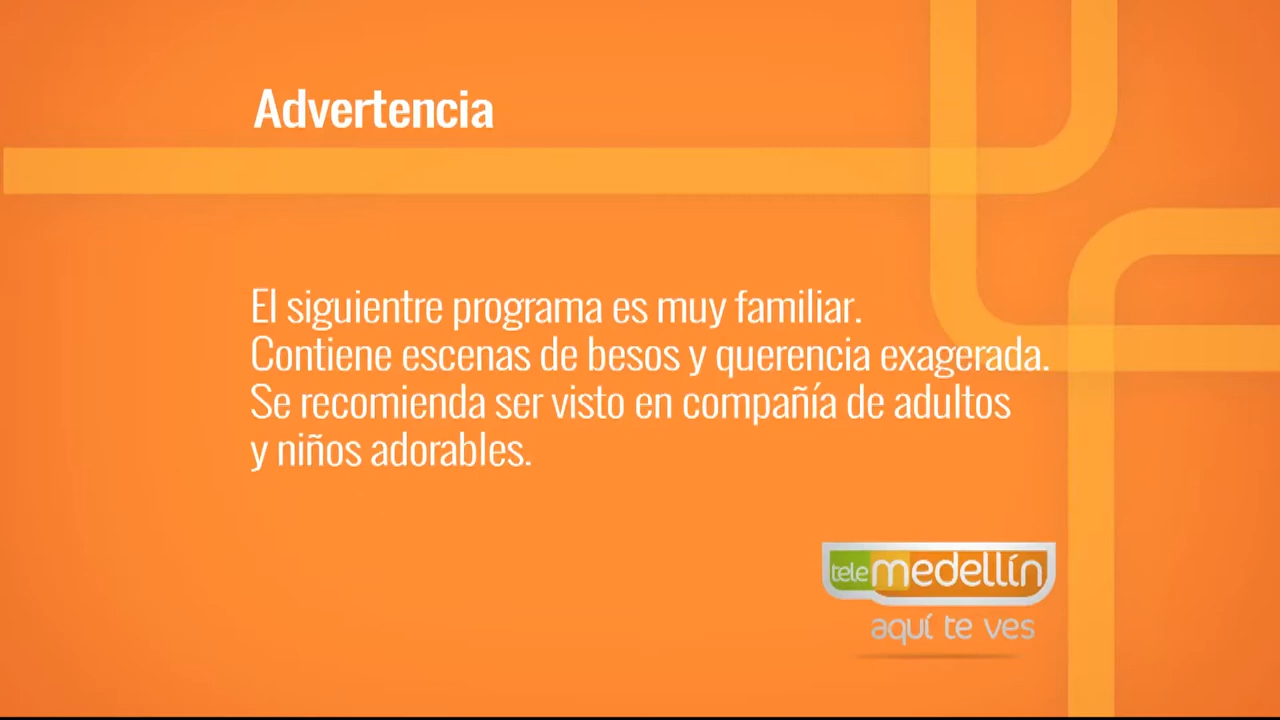 Advertencia
El siguientre programa es muy familiar.
Contiene escenas de besos y querencia exagerada.
Se recomienda ser visto en compañía de adultos
y niños adorables.
telemedellín
aquí te ves